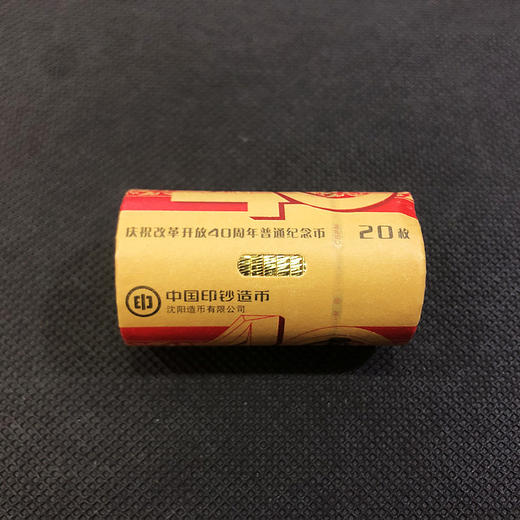 庆祝改革开放40周年普通纪念币 20枚
印 中国印钞造币
沈阳造币有限公司